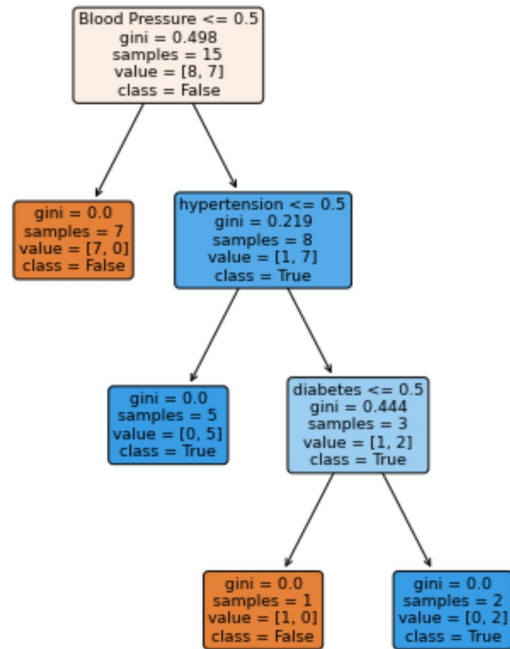 Blood Pressure <= 0.5
gini = 0.498
samples = 15
value = [8, 7]
class = False
gini = 0.0
samples = 7
value = [7, 0]
class = False
hypertension <= 0.5
gini = 0.219
samples = 8
value = [1, 7]
class = True
gini = 0.0
samples = 5
value = [0, 5]
class = True
diabetes <= 0.5
gini = 0.444
samples = 3
value = [1, 2]
class = True
gini = 0.0
samples = 1
value = [1, 0]
class = False
gini = 0.0
samples = 2
value = [0, 2]
class = True